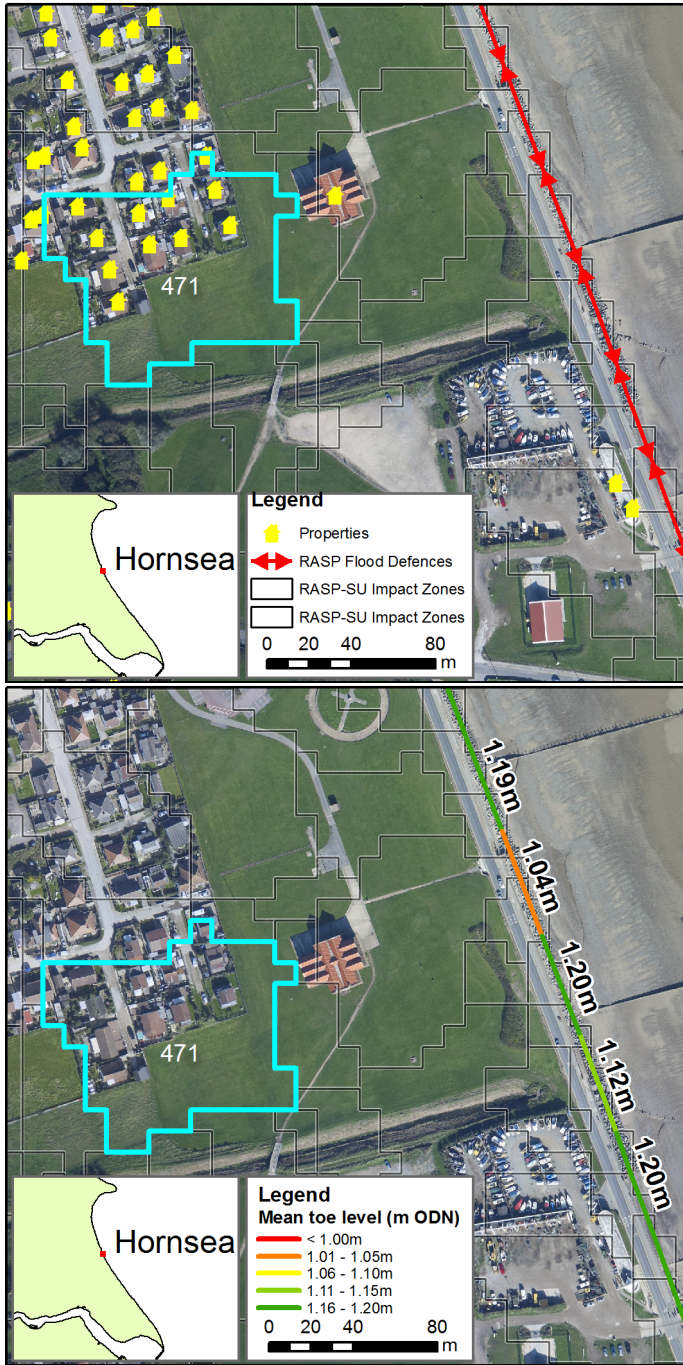 471
Hornsea
Legend
Properties
RASP Flood Defences
RASP-SU Impact Zones
RASP-SU Impact Zones
0 20 40 80
m
1.19m
1.04m
1.20m
1.12m
1.20m
471
Hornsea
Legend
Mean toe level (m ODN)
< 1.00m
1.01 - 1.05m
1.06 - 1.10m
1.11 - 1.15m
1.16 - 1.20m
0 20 40 80
m